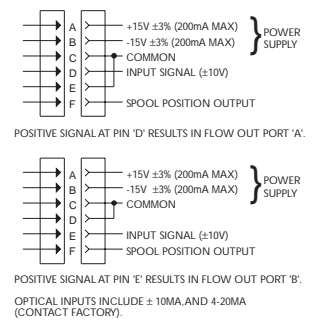 A +15V ±3% (200mA MAX)
B -15V ±3% (200mA MAX)
} POWER SUPPLY
C COMMON
D INPUT SIGNAL (±10V)
E
F SPOOL POSITION OUTPUT
POSITIVE SIGNAL AT PIN 'D' RESULTS IN FLOW OUT PORT 'A'.
A +15V ±3% (200mA MAX)
B -15V ±3% (200mA MAX)
} POWER SUPPLY
C COMMON
D
E INPUT SIGNAL (±10V)
F SPOOL POSITION OUTPUT
POSITIVE SIGNAL AT PIN 'E' RESULTS IN FLOW OUT PORT 'B'.
OPTICAL INPUTS INCLUDE ± 10MA,AND 4-20MA
(CONTACT FACTORY).